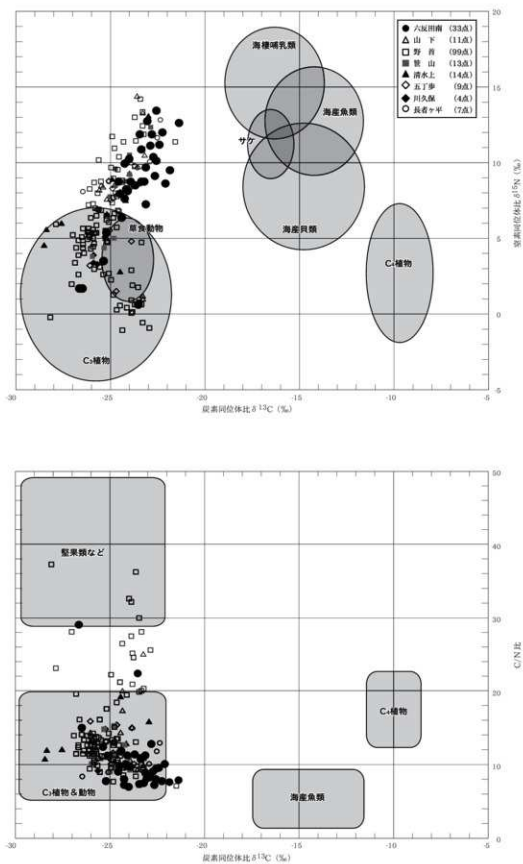 海棲哺乳類
海産魚類
サケ
海産貝類
草食動物
C₃植物
C₄植物
● 六反田南 (33点)
△ 山 下 (11点)
□ 野 首 (99点)
■ 笹 山 (13点)
▲ 清水上 (14点)
◇ 五丁歩 (9点)
◆ 川久保 (4点)
○ 長者ヶ平 (7点)
20
15
10
5
0
-5
窒素同位体比 δ¹⁵N (‰)
-30 -25 -20 -15 -10 -5
炭素同位体比 δ ¹³C (‰)
堅果類など
C₃植物＆動物
海産魚類
C₄植物
50
40
30
20
10
0
C/N 比
-30 -25 -20 -15 -10 -5
炭素同位体比 δ¹³C (‰)